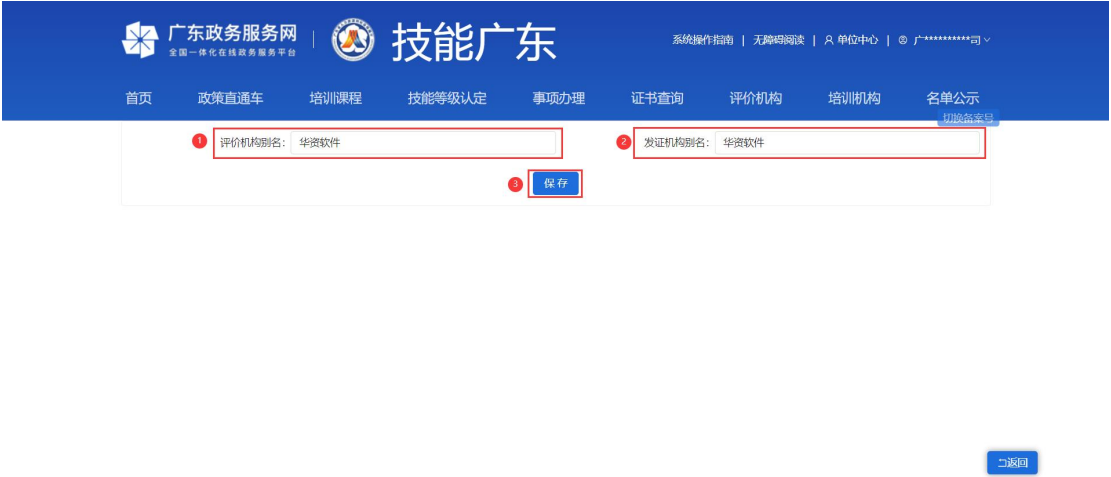 广东政务服务网
全国一体化在线政务服务平台
技能广东
系统操作指南 | 无障碍阅读 | 单位中心 | 广**********司
首页 政策直通车 培训课程 技能等级认定 事项办理 证书查询 评价机构 培训机构 名单公示
切换备案号
1 评价机构别名: 华资软件 2 发证机构别名: 华资软件
3 保存
返回